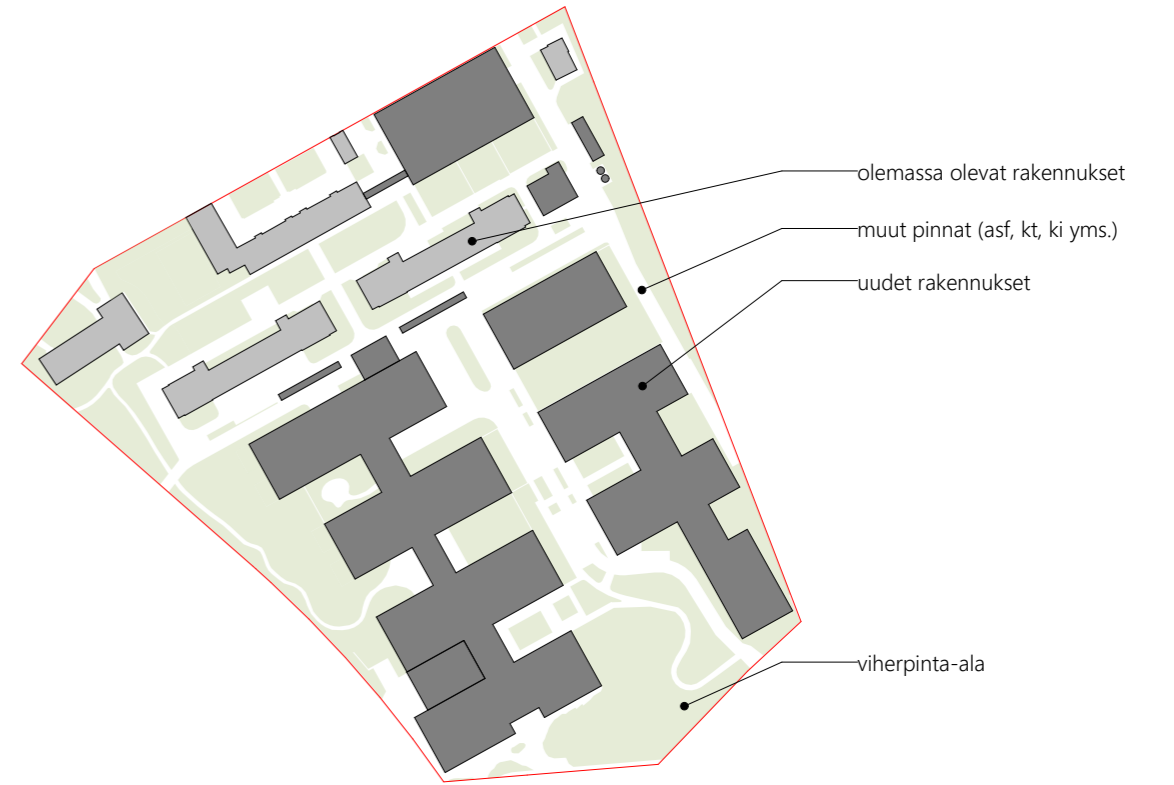 olemassa olevat rakennukset
muut pinnat (asf, kt, ki yms.)
uudet rakennukset
viherpinta-ala